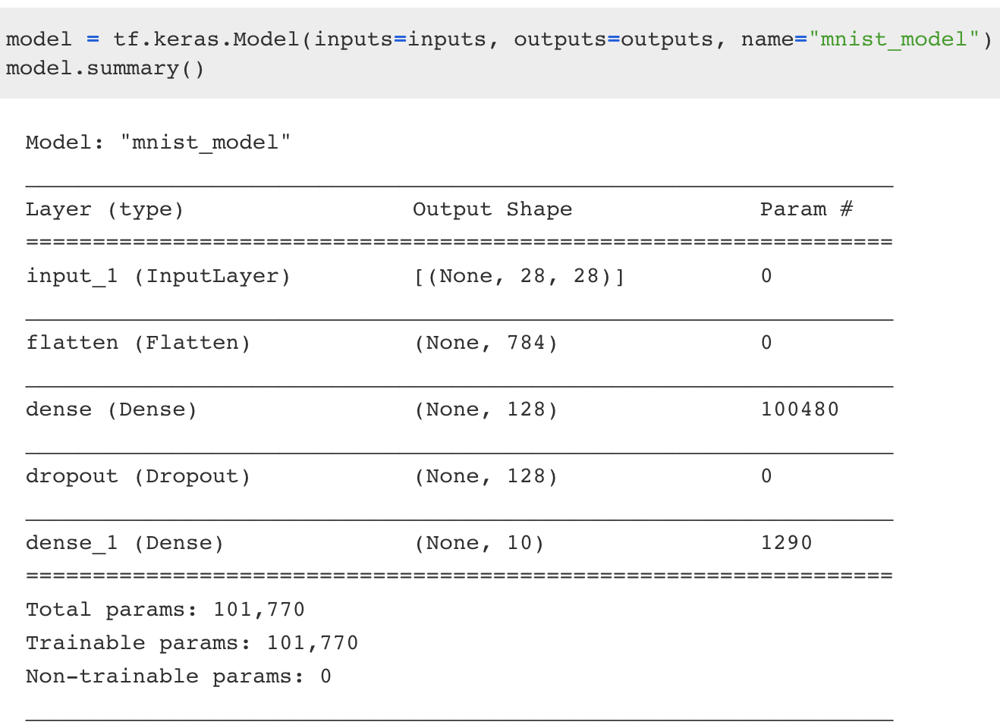 model = tf.keras.Model(inputs=inputs, outputs=outputs, name="mnist_model")
model.summary()
Model: "mnist_model"
_________________________________________________________________
Layer (type)                 Output Shape              Param #
=================================================================
input_1 (InputLayer)         [(None, 28, 28)]          0
_________________________________________________________________
flatten (Flatten)            (None, 784)               0
_________________________________________________________________
dense (Dense)                (None, 128)               100480
_________________________________________________________________
dropout (Dropout)            (None, 128)               0
_________________________________________________________________
dense_1 (Dense)              (None, 10)                1290
=================================================================
Total params: 101,770
Trainable params: 101,770
Non-trainable params: 0
_________________________________________________________________